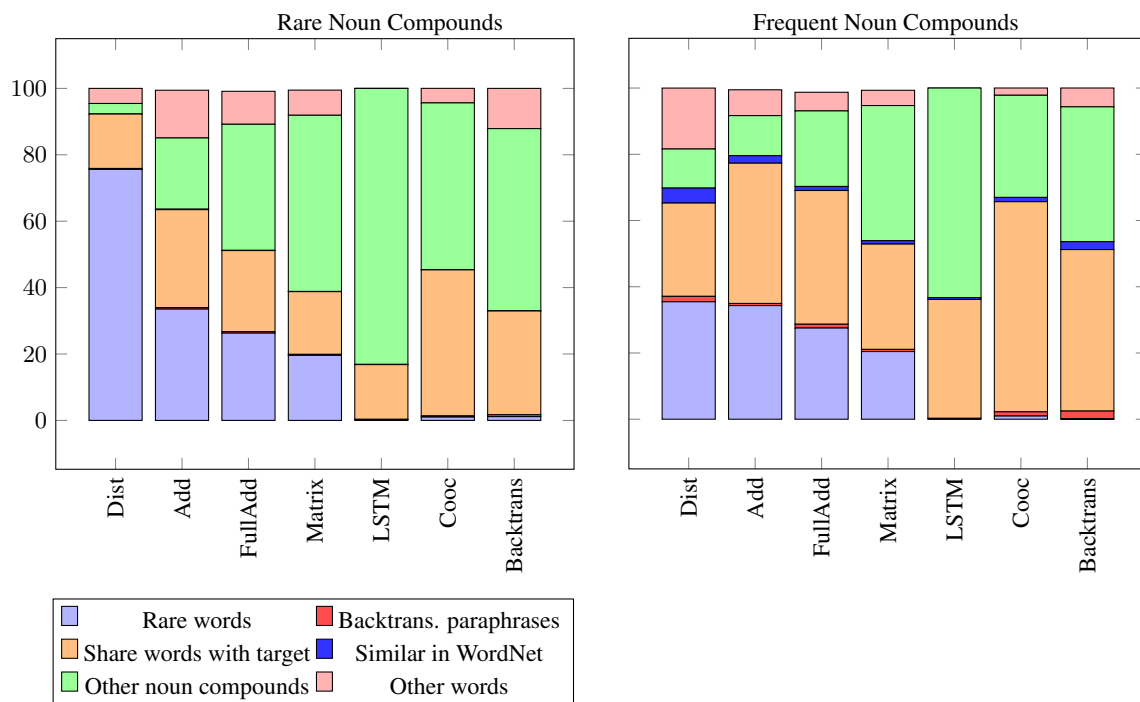 Rare Noun Compounds
Frequent Noun Compounds
100
80
60
40
20
0
Dist
Add
FullAdd
Matrix
LSTM
Cooc
Backtrans
Dist
Add
FullAdd
Matrix
LSTM
Cooc
Backtrans
Rare words
Backtrans. paraphrases
Share words with target
Similar in WordNet
Other noun compounds
Other words